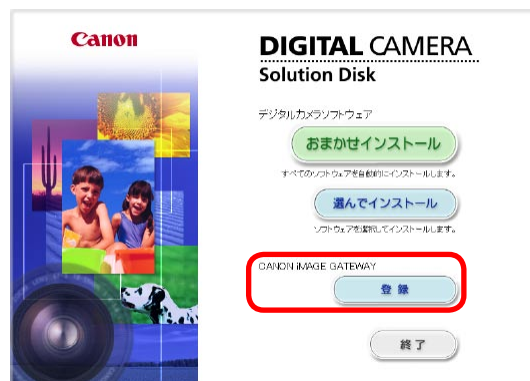 Canon
DIGITAL CAMERA
Solution Disk
デジタルカメラソフトウェア
おまかせインストール
すべてのソフトウェアを自動的にインストールします。
選んでインストール
ソフトウェアを選択してインストールします。
CANON iMAGE GATEWAY
登録
終了